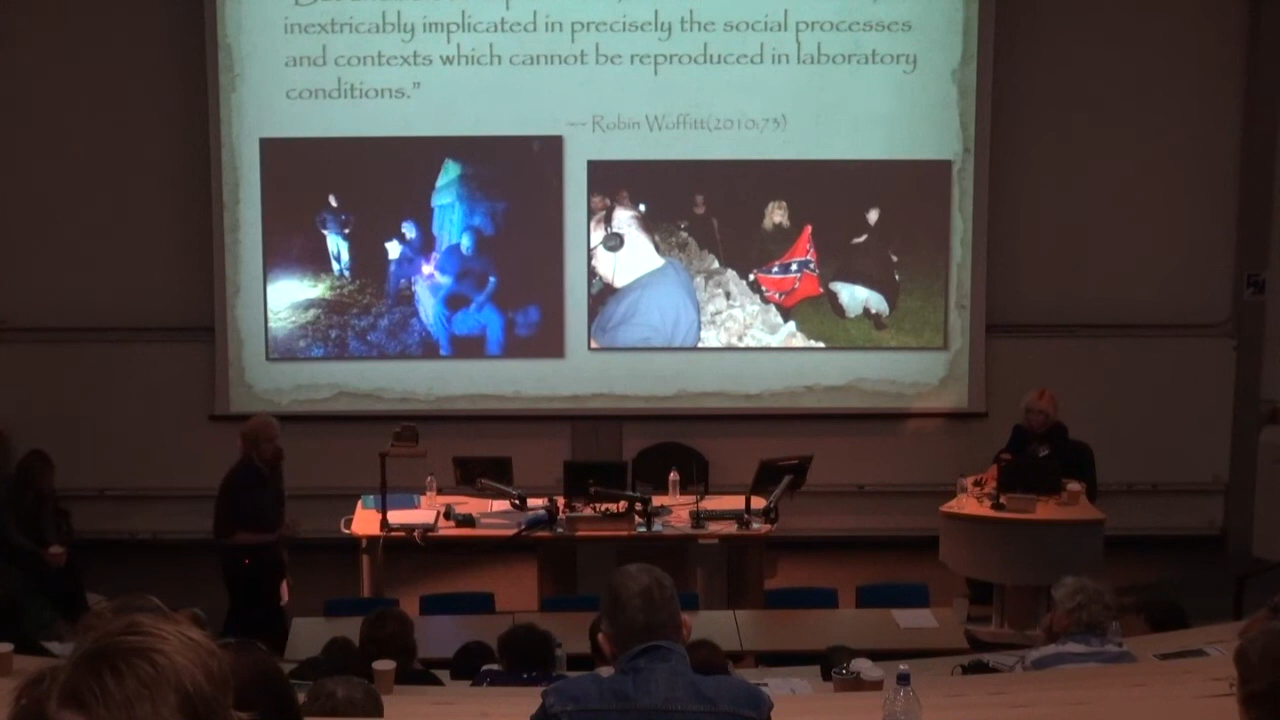 inextricably implicated in precisely the social processes
and contexts which cannot be reproduced in laboratory
conditions.”
— Robin Wooffitt(2010:73)